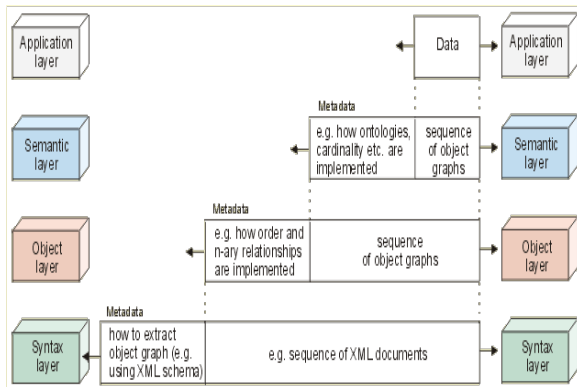 Application
layer
Data
Application
layer
Metadata
Semantic
layer
e.g. how ontologies,
cardinality etc. are
implemented
sequence
of object
graphs
Semantic
layer
Metadata
Object
layer
e.g. how order and
n-ary relationships
are implemented
sequence
of object graphs
Object
layer
Metadata
Syntax
layer
how to extract
object graph (e.g.
using XML schema)
e.g. sequence of XML documents
Syntax
layer